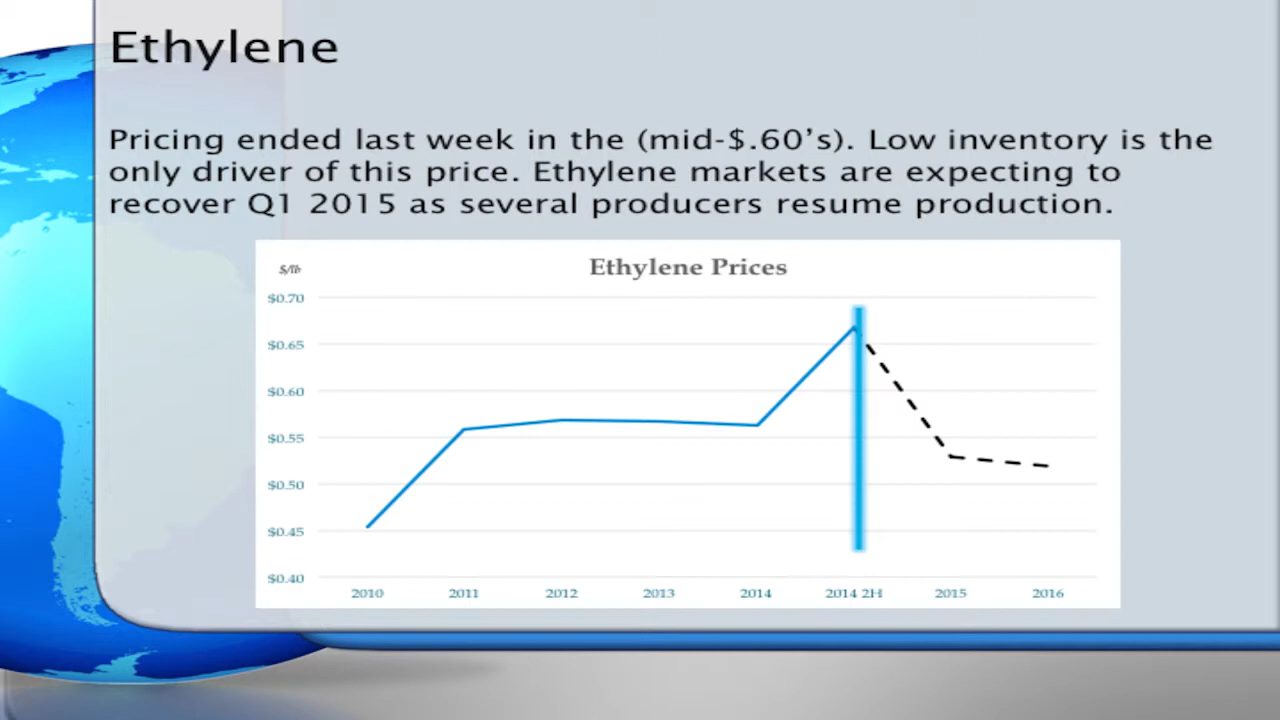 Ethylene
Pricing ended last week in the (mid-$.60's). Low inventory is the
only driver of this price. Ethylene markets are expecting to
recover Q1 2015 as several producers resume production.
Ethylene Prices
$/lb
$0.70
$0.65
$0.60
$0.55
$0.50
$0.45
$0.40
2010 2011 2012 2013 2014 2014 2H 2015 2016